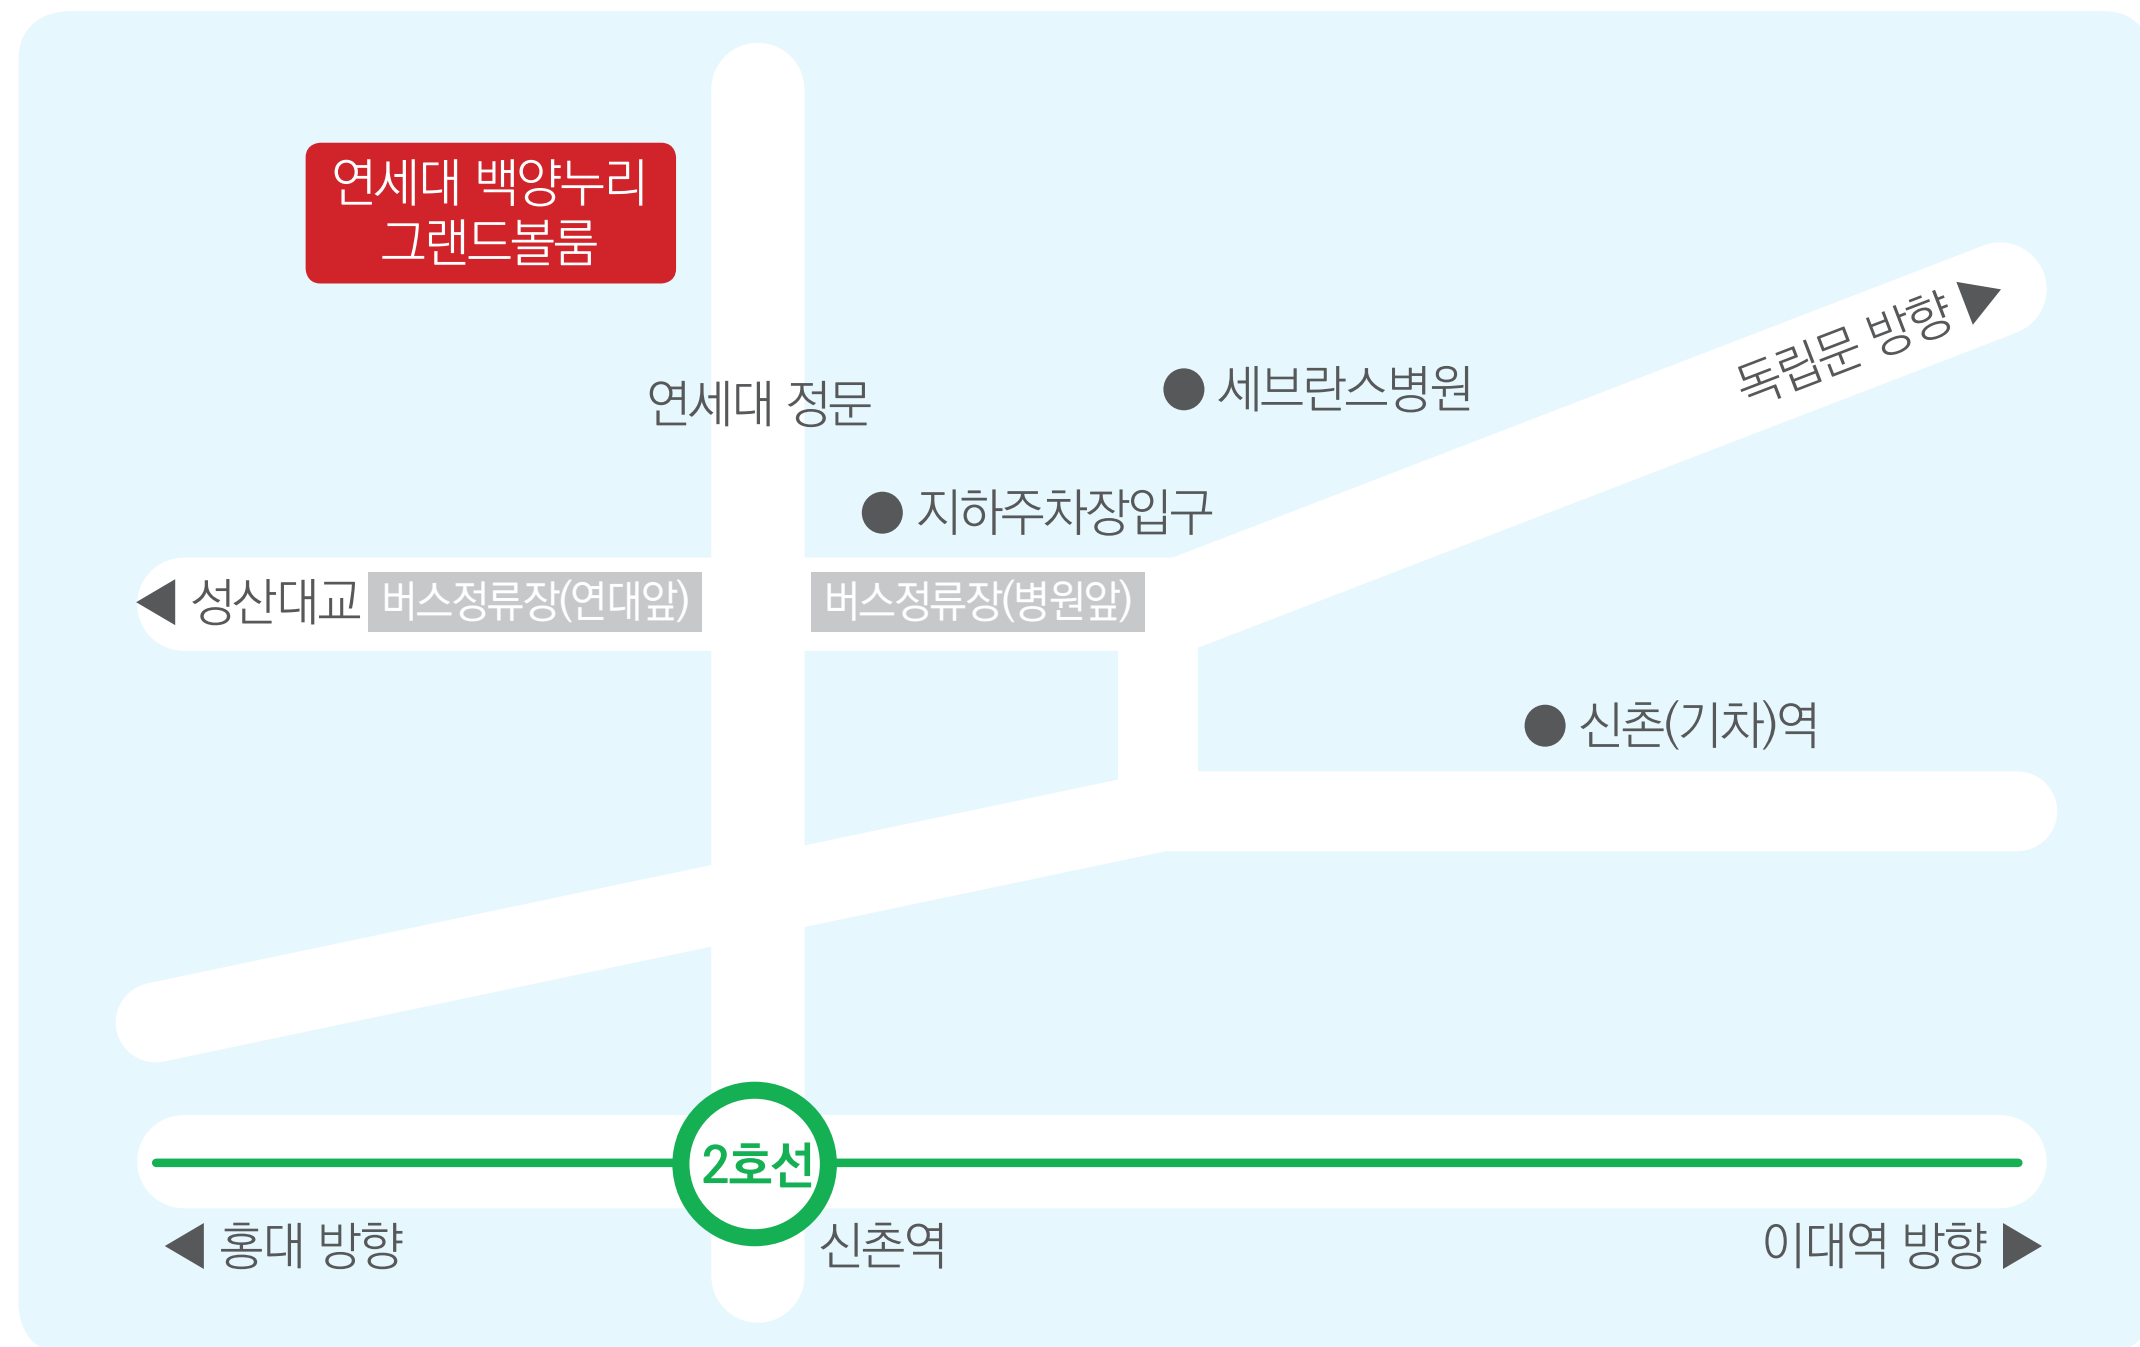 연세대 백양누리
그랜드볼룸
독립문 방향
연세대 정문
세브란스병원
지하주차장입구
성산대교
버스정류장(연대앞)
버스정류장(병원앞)
신촌(기차)역
2호선
홍대 방향
신촌역
이대역 방향